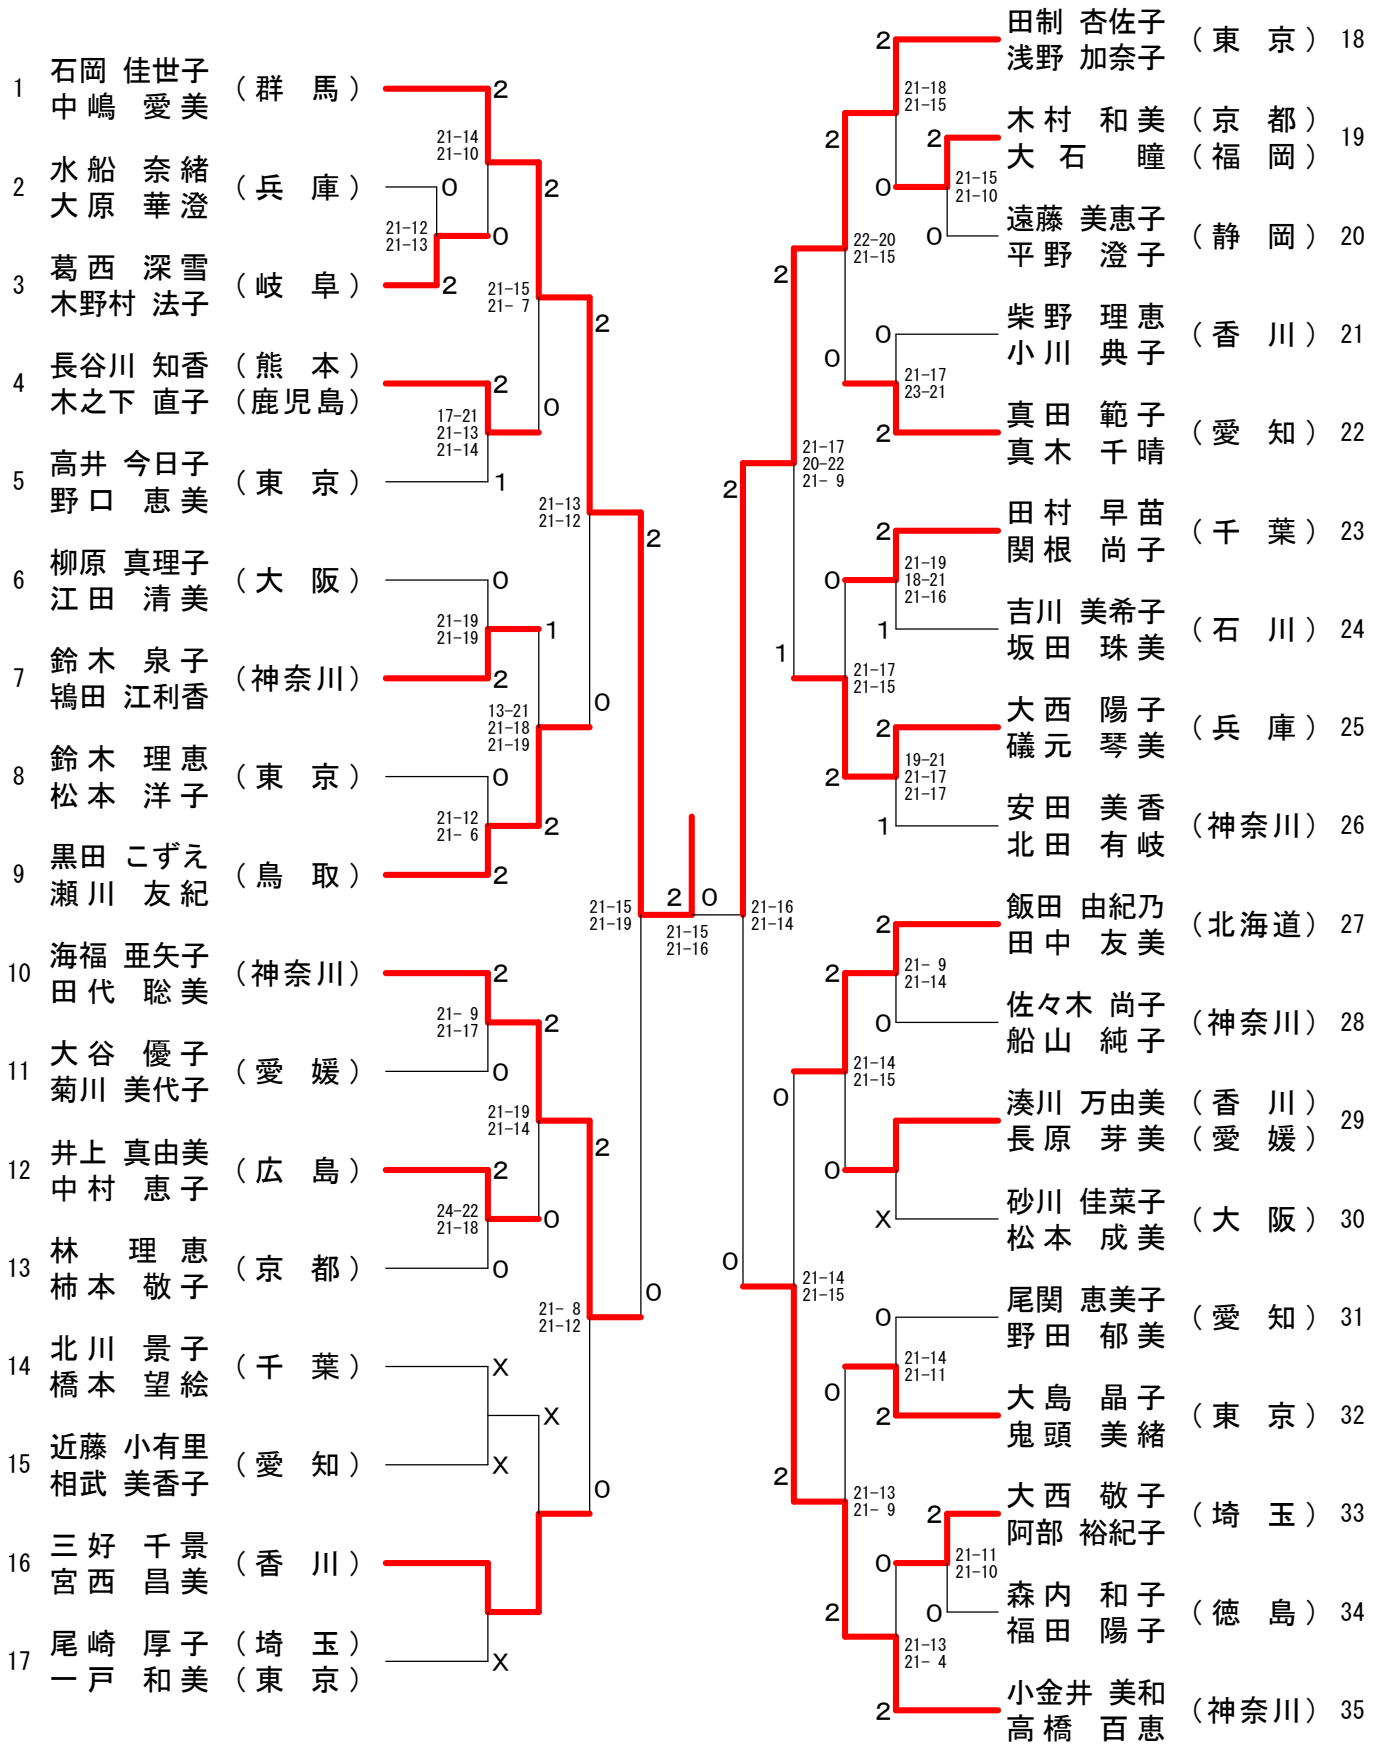 1 石岡 佳世子 (群 馬) 2
中嶋 愛美
21-14
21-10
2 水船 奈緒 (兵 庫) 0 2
大原 華澄
21-12
21-13
0
3 葛西 深雪 (岐 阜) 2
木野村 法子
21-15
21- 7
2
4 長谷川 知香 (熊 本) 2
木之下 直子 (鹿児島) 0
17-21
21-13
21-14
5 高井 今日子 (東 京) 1
野口 恵美
21-13
21-12
2
6 柳原 真理子 (大 阪) 0
江田 清美
21-19
21-19
1
7 鈴木 泉子 (神奈川) 2
鴇田 江利香
0
13-21
21-18
21-19
8 鈴木 理恵 (東 京) 0
松本 洋子
21-12
21- 6
2
9 黒田 こずえ (鳥 取) 2
瀬川 友紀
21-15
21-19
2 0
21-15
21-16
10 海福 亜矢子 (神奈川) 2
田代 聡美
21- 9
21-17
2
11 大谷 優子 (愛 媛) 0
菊川 美代子
21-19
21-14
2
12 井上 真由美 (広 島) 2
中村 恵子
24-22
21-18
0
13 林 理恵 (京 都) 0
柿本 敬子
0
21- 8
21-12
14 北川 景子 (千 葉) X
橋本 望絵
X
15 近藤 小有里 (愛 知) X
相武 美香子
0
16 三好 千景 (香 川)
宮西 昌美
17 尾崎 厚子 (埼 玉) X
一戸 和美 (東 京)
2 田制 杏佐子 (東 京) 18
浅野 加奈子
21-18
21-15
2
2 木村 和美 (京 都) 19
大石 瞳 (福 岡)
0
21-15
21-10
0 遠藤 美恵子 (静 岡) 20
平野 澄子
22-20
21-15
2
0 柴野 理恵 (香 川) 21
小川 典子
0
21-17
23-21
2 真田 範子 (愛 知) 22
真木 千晴
21-17
20-22
21- 9
2
2 田村 早苗 (千 葉) 23
関根 尚子
0
21-19
18-21
21-16
1 吉川 美希子 (石 川) 24
坂田 珠美
1
21-17
21-15
2 大西 陽子 (兵 庫) 25
礒元 琴美
2
19-21
21-17
21-17
1 安田 美香 (神奈川) 26
北田 有岐
21-16
21-14
2 飯田 由紀乃 (北海道) 27
田中 友美
2
21- 9
21-14
0 佐々木 尚子 (神奈川) 28
船山 純子
0
21-14
21-15
湊川 万由美 (香 川) 29
長原 芽美 (愛 媛)
0
X 砂川 佳菜子 (大 阪) 30
松本 成美
0
21-14
21-15
0 尾関 恵美子 (愛 知) 31
野田 郁美
0
21-14
21-11
2 大島 晶子 (東 京) 32
鬼頭 美緒
2
21-13
21- 9
2 大西 敬子 (埼 玉) 33
阿部 裕紀子
0
21-11
21-10
0 森内 和子 (徳 島) 34
福田 陽子
2
21-13
21- 4
2 小金井 美和 (神奈川) 35
高橋 百恵